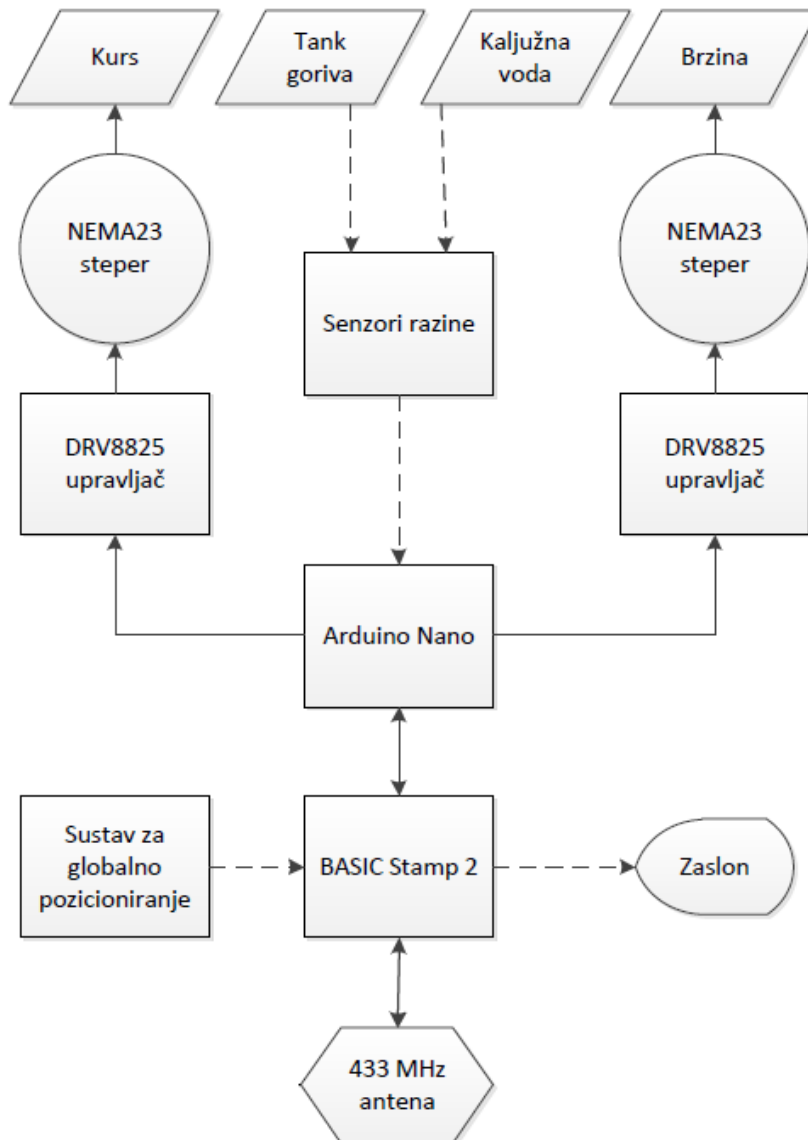 Kurs
Tank
goriva
Kaljužna
voda
Brzina
NEMA23
steper
NEMA23
steper
Senzori razine
DRV8825
upravljač
DRV8825
upravljač
Arduino Nano
Sustav za
globalno
pozicioniranje
BASIC Stamp 2
Zaslon
433 MHz
antena